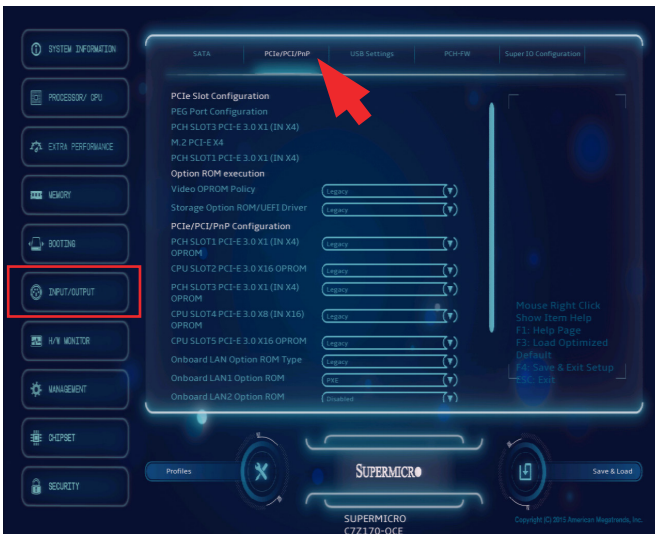 SYSTEM INFORMATION
PROCESSOR/ CPU
EXTRA PERFORMANCE
MEMORY
BOOTING
INPUT/OUTPUT
H/W MONITOR
MANAGEMENT
CHIPSET
SECURITY
SATA PCIe/PCI/PnP USB Settings PCH-FW Super IO Configuration
PCIe Slot Configuration
PEG Port Configuration
PCH SLOT3 PCI-E 3.0 X1 (IN X4)
M.2 PCI-E X4
PCH SLOT1 PCI-E 3.0 X1 (IN X4)
Option ROM execution
Video OPROM Policy Legacy
Storage Option ROM/UEFI Driver Legacy
PCIe/PCI/PnP Configuration
PCH SLOT1 PCI-E 3.0 X1 (IN X4) Legacy
OPROM
CPU SLOT2 PCI-E 3.0 X16 OPROM Legacy
PCH SLOT3 PCI-E 3.0 X1 (IN X4) Legacy
OPROM
CPU SLOT4 PCI-E 3.0 X8 (IN X16) Legacy
OPROM
CPU SLOT5 PCI-E 3.0 X16 OPROM Legacy
Onboard LAN Option ROM Type Legacy
Onboard LAN1 Option ROM PXE
Onboard LAN2 Option ROM Disabled
Mouse Right Click
Show Item Help
F1: Help Page
F3: Load Optimized
Default
F4: Save & Exit Setup
ESC: Exit
Profiles
SUPERMICR
Save & Load
SUPERMICRO
C7Z170-OCE
Copyright (C) 2015 American Megatrends, Inc.